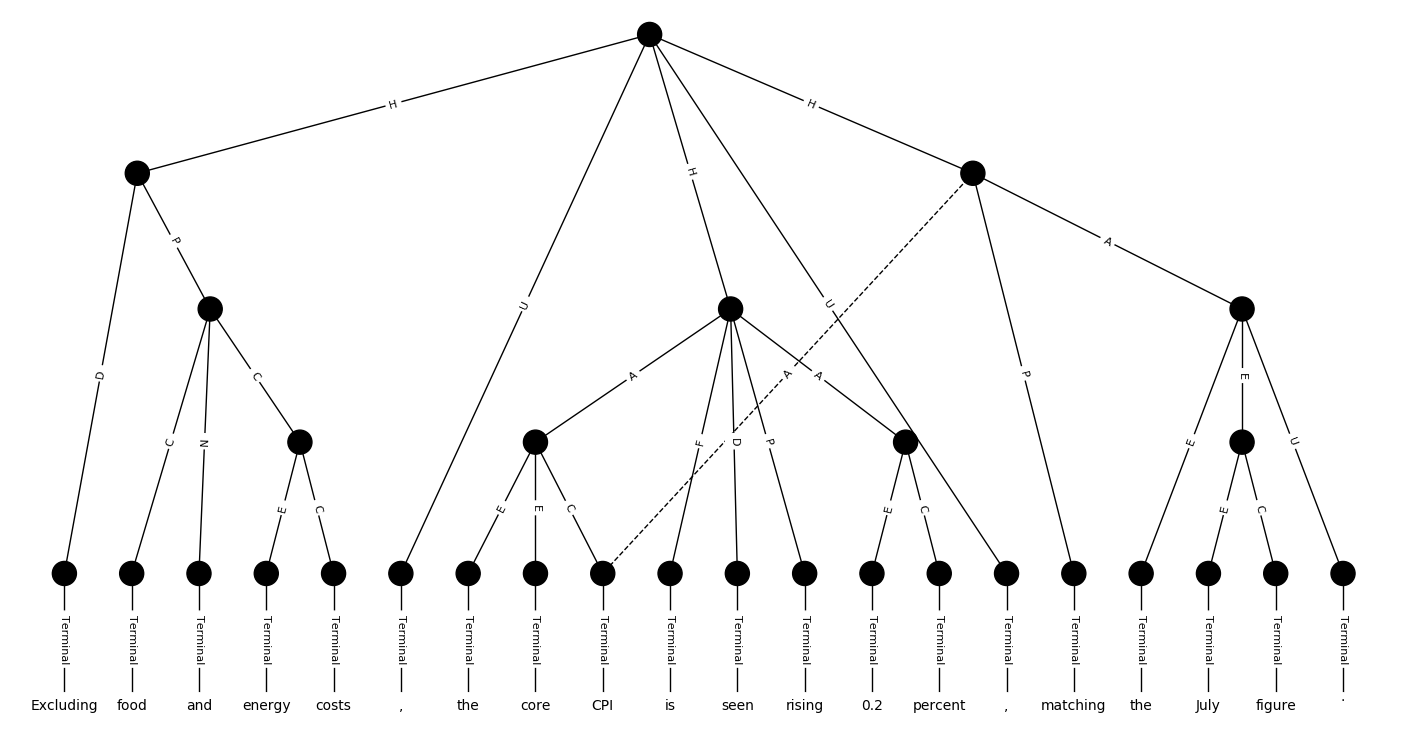 H U H U H
D P A P A
C N C A F D P A E E U
E C E E C E C E C
Terminal Terminal Terminal Terminal Terminal Terminal Terminal Terminal Terminal Terminal Terminal Terminal Terminal Terminal Terminal Terminal Terminal Terminal Terminal Terminal
Excluding food and energy costs , the core CPI is seen rising 0.2 percent , matching the July figure .